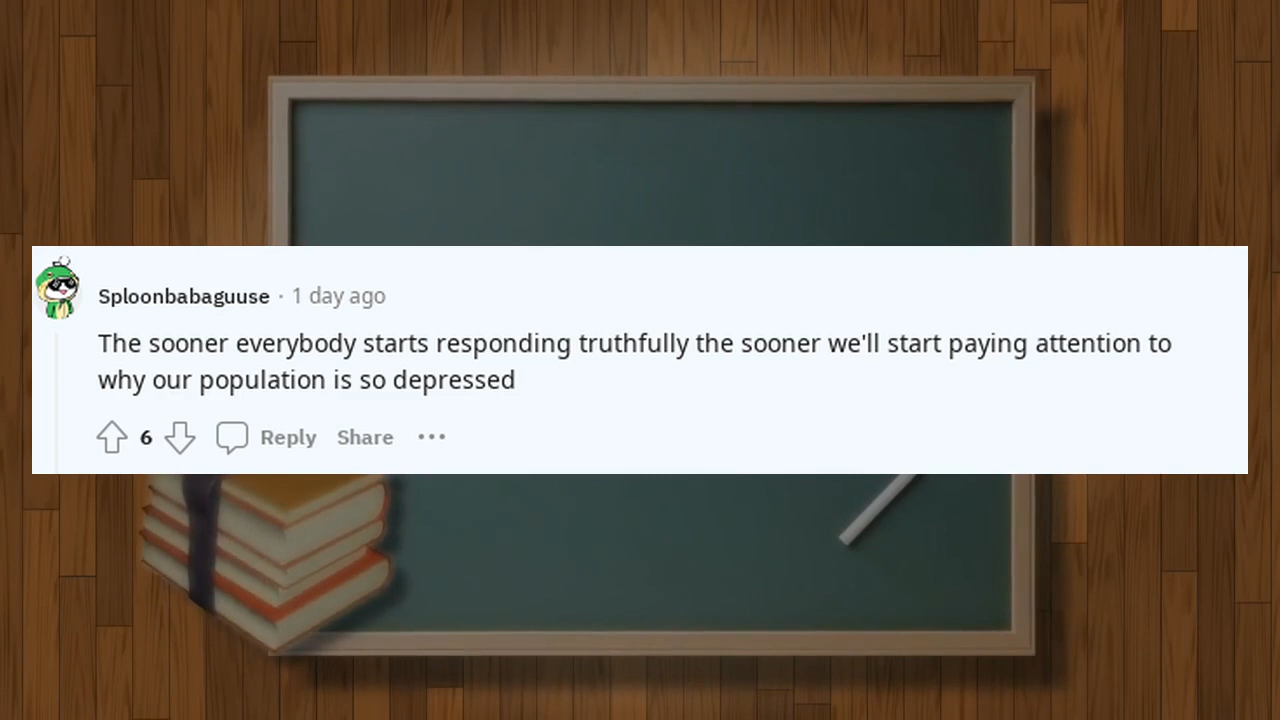 Sploonbabaguuse · 1 day ago
The sooner everybody starts responding truthfully the sooner we'll start paying attention to
why our population is so depressed
6 Reply Share ···